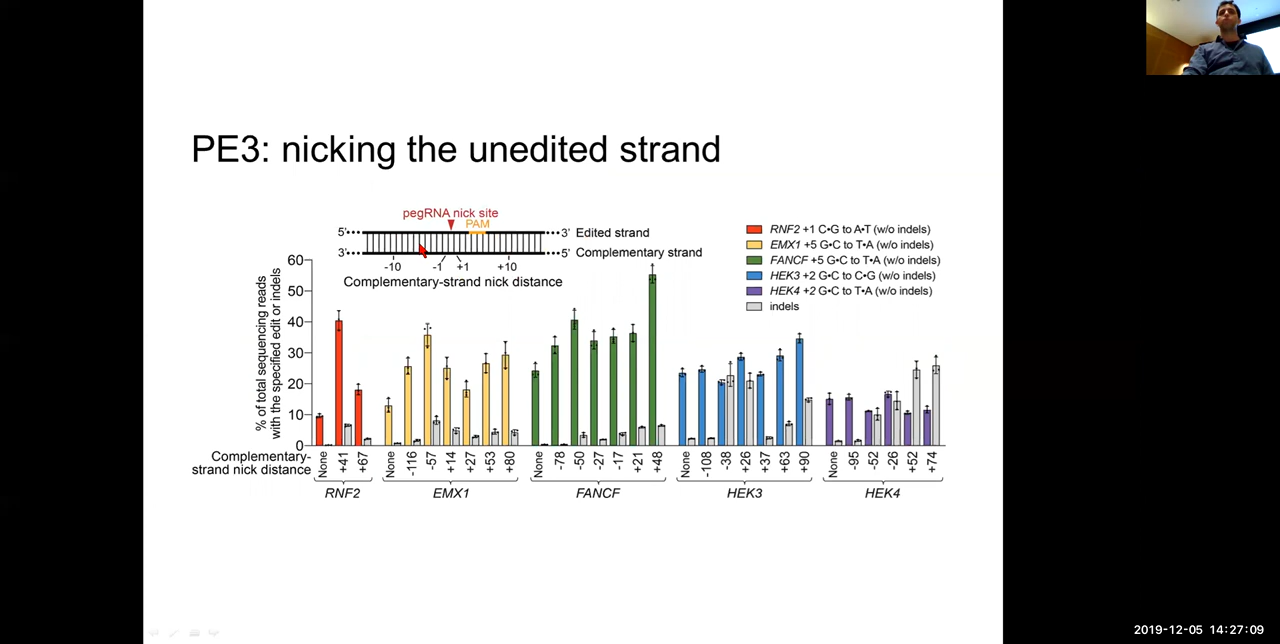 PE3: nicking the unedited strand
pegRNA nick site
PAM
5' 3' Edited strand
3' 5' Complementary strand
-10 -1 +1 +10
Complementary-strand nick distance
RNF2 +1 C•G to A•T (w/o indels)
EMX1 +5 G•C to T•A (w/o indels)
FANCF +5 G•C to T•A (w/o indels)
HEK3 +2 G•C to C•G (w/o indels)
HEK4 +2 G•C to T•A (w/o indels)
indels
% of total sequencing reads
with the specified edit or indels
60
50
40
30
20
10
0
Complementary-
strand nick distance
None +41 +67 None -116 -57 +14 +27 +53 +80 None -78 -50 -27 -17 +21 +48 None -108 -38 +26 +37 +63 +90 None -95 -52 -26 +52 +74
RNF2 EMX1 FANCF HEK3 HEK4
2019-12-05 14:27:09